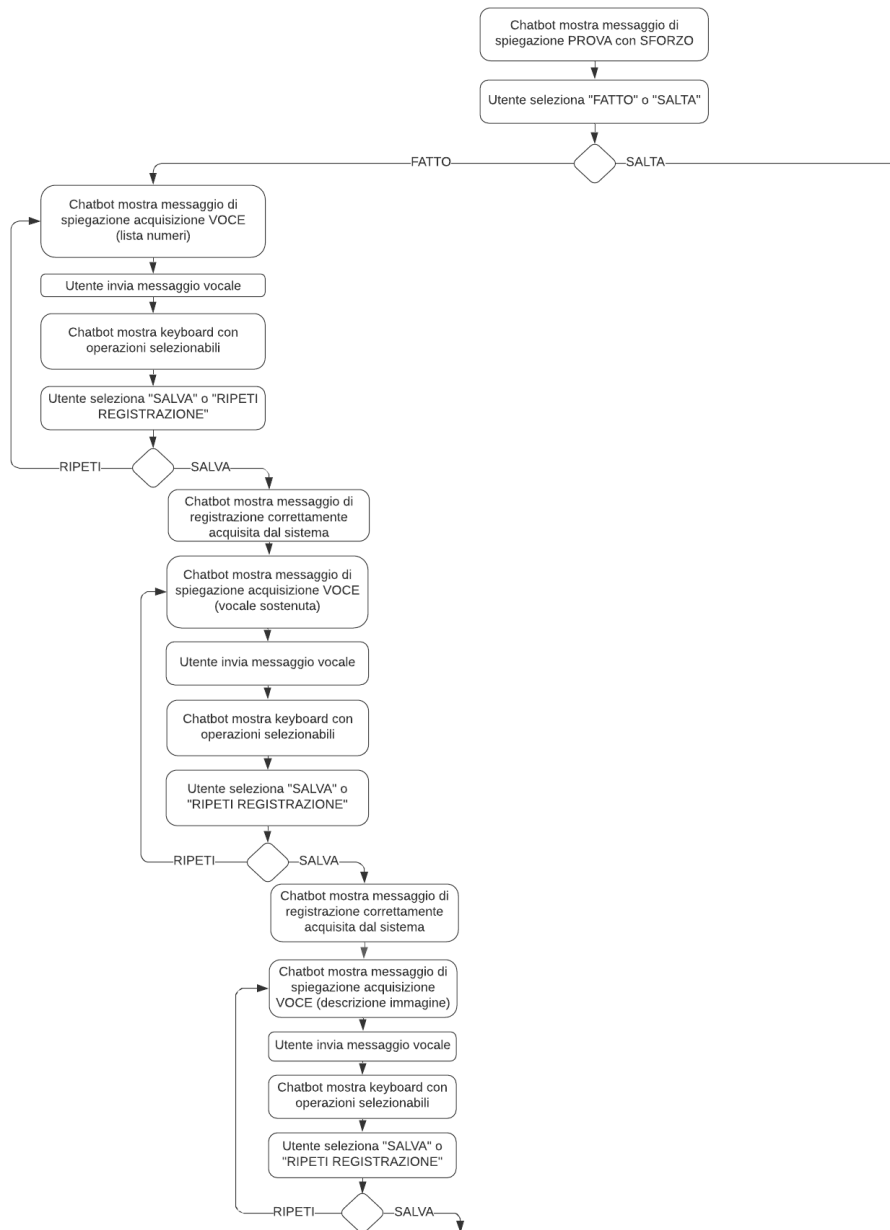 Chatbot mostra messaggio di
spiegazione PROVA con SFORZO
Utente seleziona "FATTO" o "SALTA"
FATTO
SALTA
Chatbot mostra messaggio di
spiegazione acquisizione VOCE
(lista numeri)
Utente invia messaggio vocale
Chatbot mostra keyboard con
operazioni selezionabili
Utente seleziona "SALVA" o "RIPETI
REGISTRAZIONE"
RIPETI
SALVA
Chatbot mostra messaggio di
registrazione correttamente
acquisita dal sistema
Chatbot mostra messaggio di
spiegazione acquisizione VOCE
(vocale sostenuta)
Utente invia messaggio vocale
Chatbot mostra keyboard con
operazioni selezionabili
Utente seleziona "SALVA" o
"RIPETI REGISTRAZIONE"
RIPETI
SALVA
Chatbot mostra messaggio di
registrazione correttamente
acquisita dal sistema
Chatbot mostra messaggio di
spiegazione acquisizione
VOCE (descrizione immagine)
Utente invia messaggio vocale
Chatbot mostra keyboard con
operazioni selezionabili
Utente seleziona "SALVA" o
"RIPETI REGISTRAZIONE"
RIPETI
SALVA